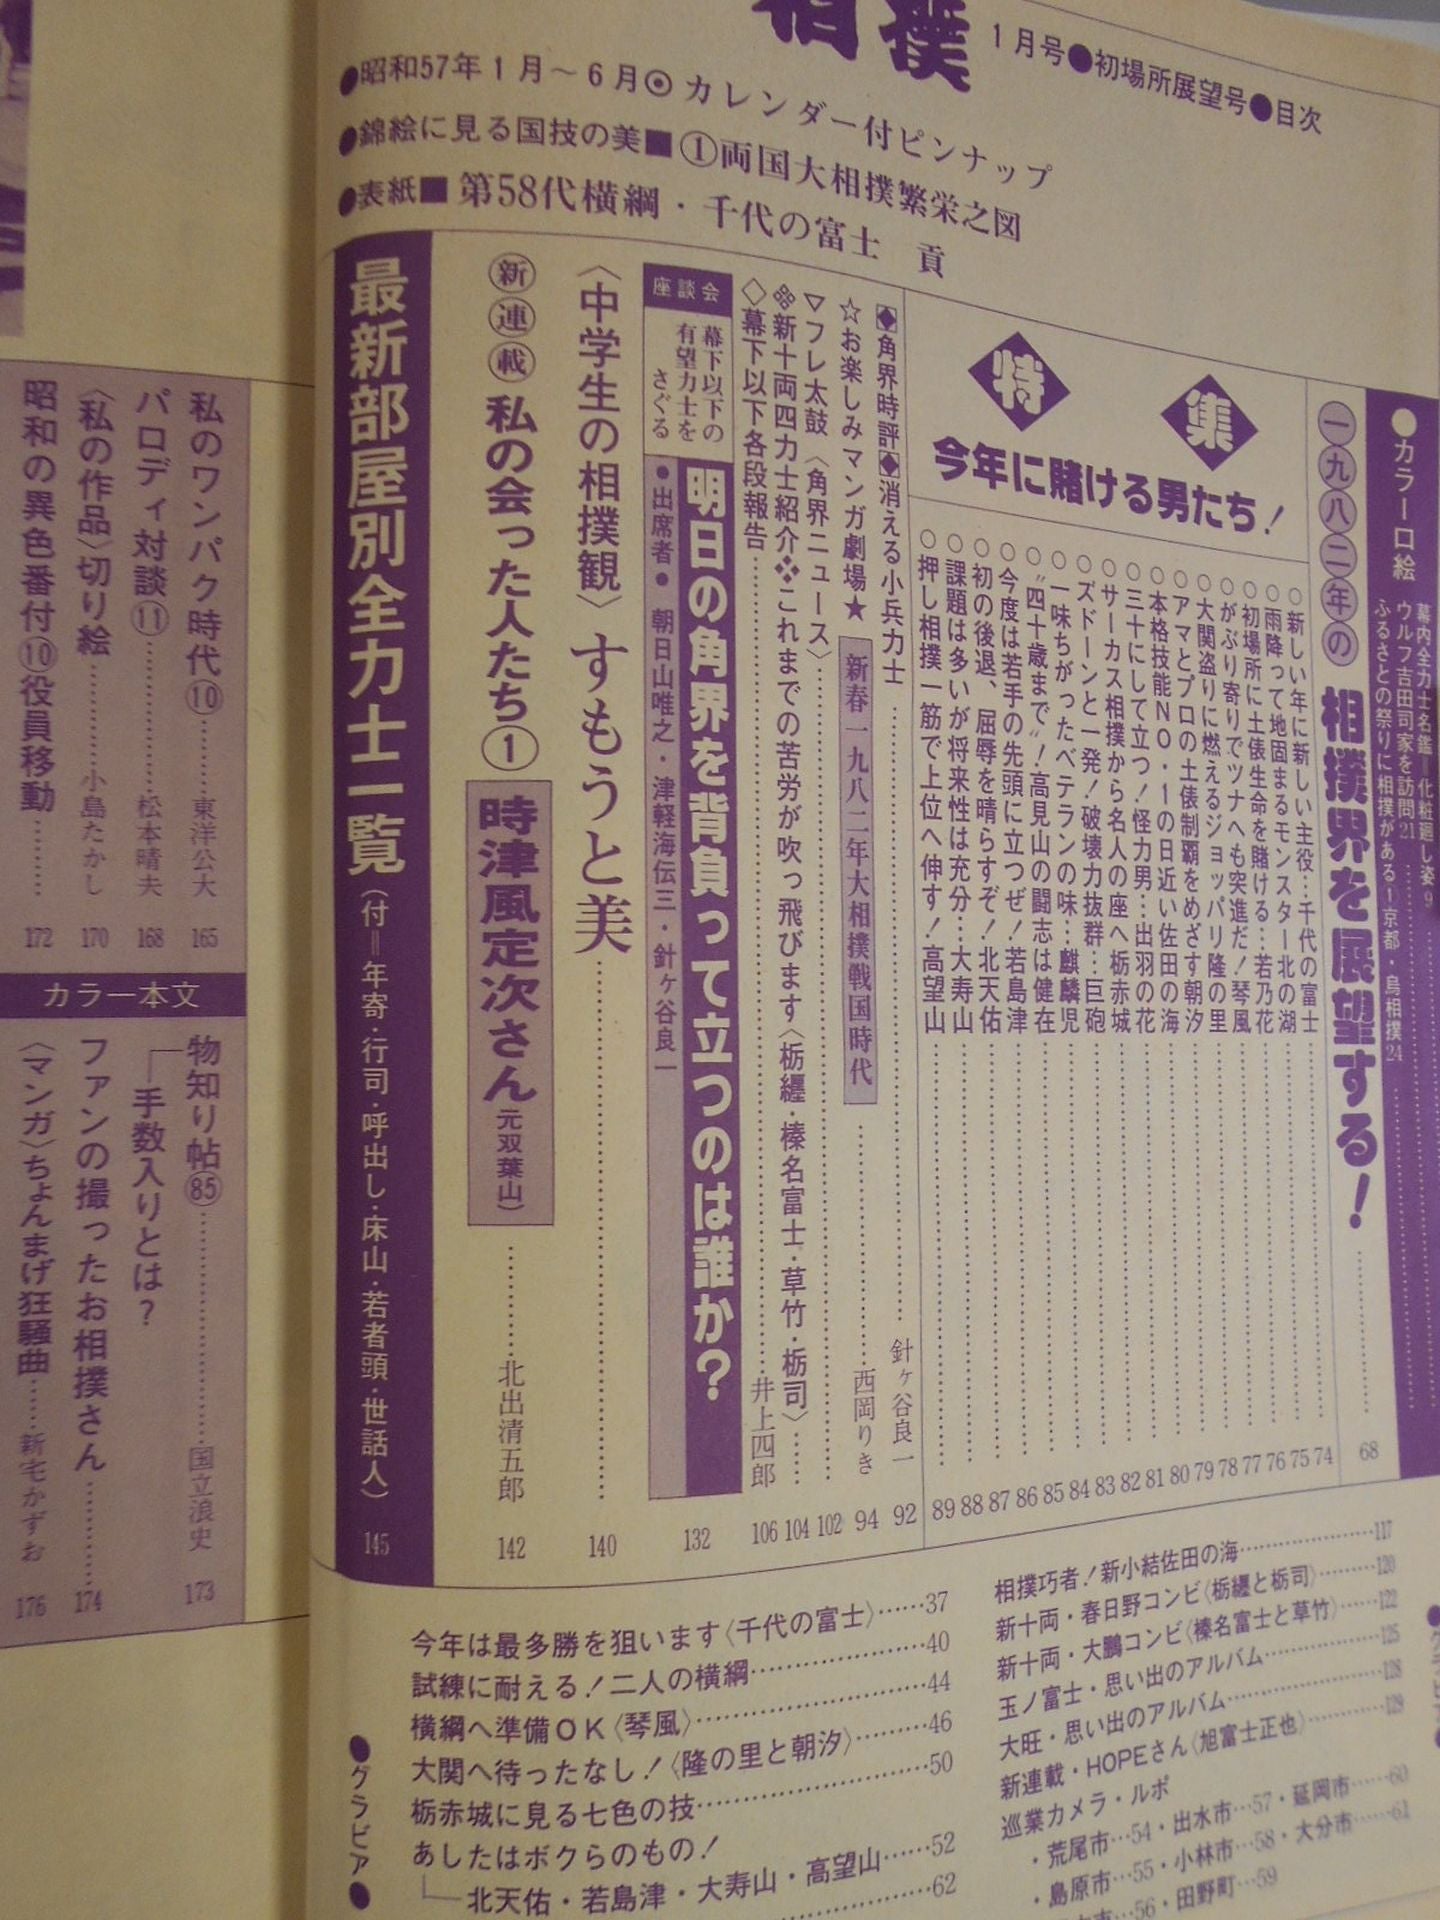 相撲 1月号●初場所展望号●目次
●昭和57年1月～6月◉カレンダー付ピンナップ
●錦絵に見る国技の美■①両国大相撲繁栄之図
●表紙■第58代横綱・千代の富士 貢
●カラー口絵
幕内全力士名鑑―化粧廻し姿 9
ウルフ吉田司家を訪問 21
ふるさとの祭りに相撲がある！京都・烏相撲 24
一九八二年の 相撲界を展望する！ 68
特集
今年に賭ける男たち！
○新しい年に新しい主役…千代の富士 74
○雨降って地固まるモンスター北の湖 75
○初場所に土俵生命を賭ける…若乃花 76
○がぶり寄りでツナへも突進だ！琴風 77
○大関盗りに燃えるジョッパリ隆の里 78
○アマとプロの土俵制覇をめざす朝汐 79
○本格技能NO・1の日近い佐田の海 80
○三十にして立つ！怪力男…出羽の花 81
○サーカス相撲から名人の座へ栃赤城 82
○ズドーンと一発！破壊力抜群…巨砲 83
○一味ちがったベテランの味…麒麟児 84
○〝四十歳まで〟！高見山の闘志は健在 85
○今度は若手の先頭に立つぜ！若島津 86
○初の後退、屈辱を晴らすぞ！北天佑 87
○課題は多いが将来性は充分…大寿山 88
○押し相撲一筋で上位へ伸す！高望山 89
◆角界時評◆消える小兵力士 針ヶ谷良一 92
☆お楽しみマンガ劇場★ 新春一九八二年大相撲戦国時代 西岡りき 94
▽フレ太鼓〈角界ニュース〉 102
❖新十両四力士紹介❖これまでの苦労が吹っ飛びます〈栃纒・榛名富士・草竹・栃司〉 104
◇幕下以下各段報告 井上四郎 106
座談会
幕下以下の有望力士をさぐる
明日の角界を背負って立つのは誰か？ 132
●出席者● 朝日山唯之・津軽海伝三・針ヶ谷良一
〈中学生の相撲観〉すもうと美 140
新連載 私の会った人たち① 時津風定次さん（元双葉山） 北出清五郎 142
最新部屋別全力士一覧（付＝年寄・行司・呼出し・床山・若者頭・世話人） 145
私のワンパク時代⑩ 東洋公大 165
パロディ対談⑪ 松本晴夫 168
〈私の作品〉切り絵 小島たかし 170
昭和の異色番付⑩役員移動 172
カラー本文
物知り帖85 国立浪史 173
―手数入りとは？
ファンの撮ったお相撲さん 174
〈マンガ〉ちょんまげ狂騒曲 新宅かずお 176
●グラビア●
今年は最多勝を狙います〈千代の富士〉……37
試練に耐える！二人の横綱……40
横綱へ準備OK〈琴風〉……44
大関へ待ったなし！〈隆の里と朝汐〉……46
栃赤城に見る七色の技……50
あしたはボクらのもの！
北天佑・若島津・大寿山・高望山……52
……62
相撲巧者！新小結佐田の海……117
新十両・春日野コンビ〈栃纒と栃司〉……120
新十両・大鵬コンビ〈榛名富士と草竹〉……122
玉ノ富士・思い出のアルバム……125
大旺・思い出のアルバム……128
新連載・HOPEさん〈旭富士正也〉……129
巡業カメラ・ルポ
・荒尾市…54・出水市…57・延岡市……60
・島原市…55・小林市…58・大分市……61
市…56・田野町…59